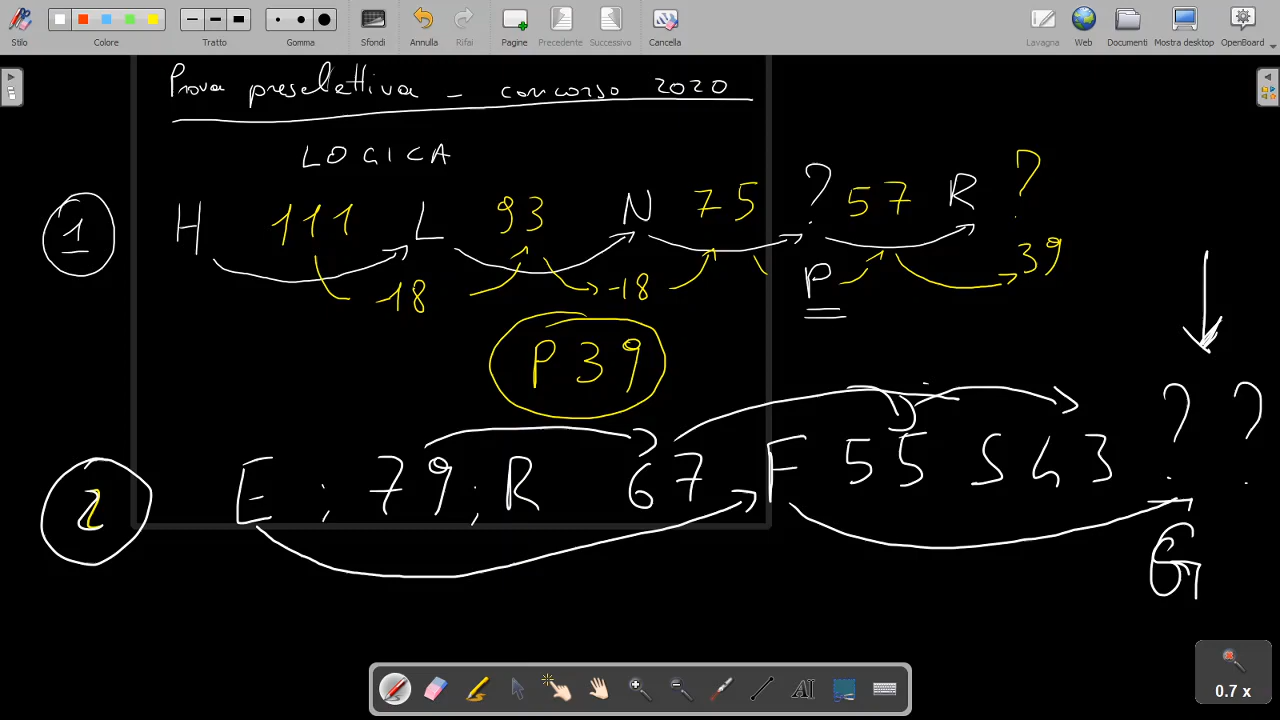 Stilo Colore Tratto Gomma Sfondi Annulla Rifai Pagine Precedente Successivo Cancella Lavagna Web Documenti Mostra desktop OpenBoard
Prova preselettiva - concorso 2020
LOGICA
1 H 111 L 93 N 75 ? 57 R ?
-18 -18 P 39
P 39
? ?
2 E ; 79 ; R 67 F 55 S 43
G
0.7 x